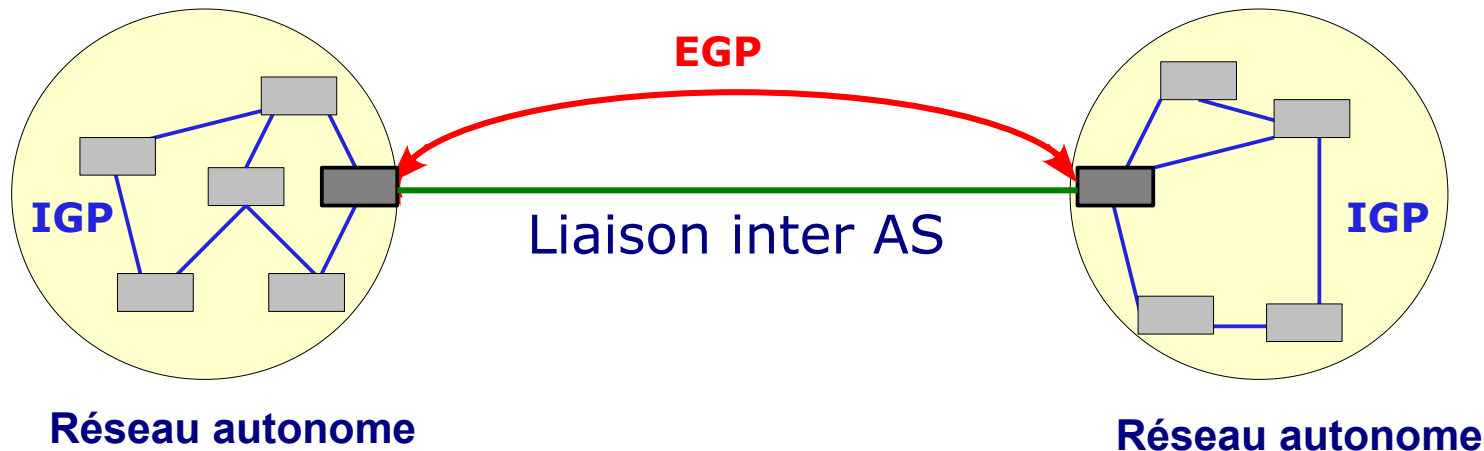 EGP
IGP
IGP
Liaison inter AS
Réseau autonome
Réseau autonome